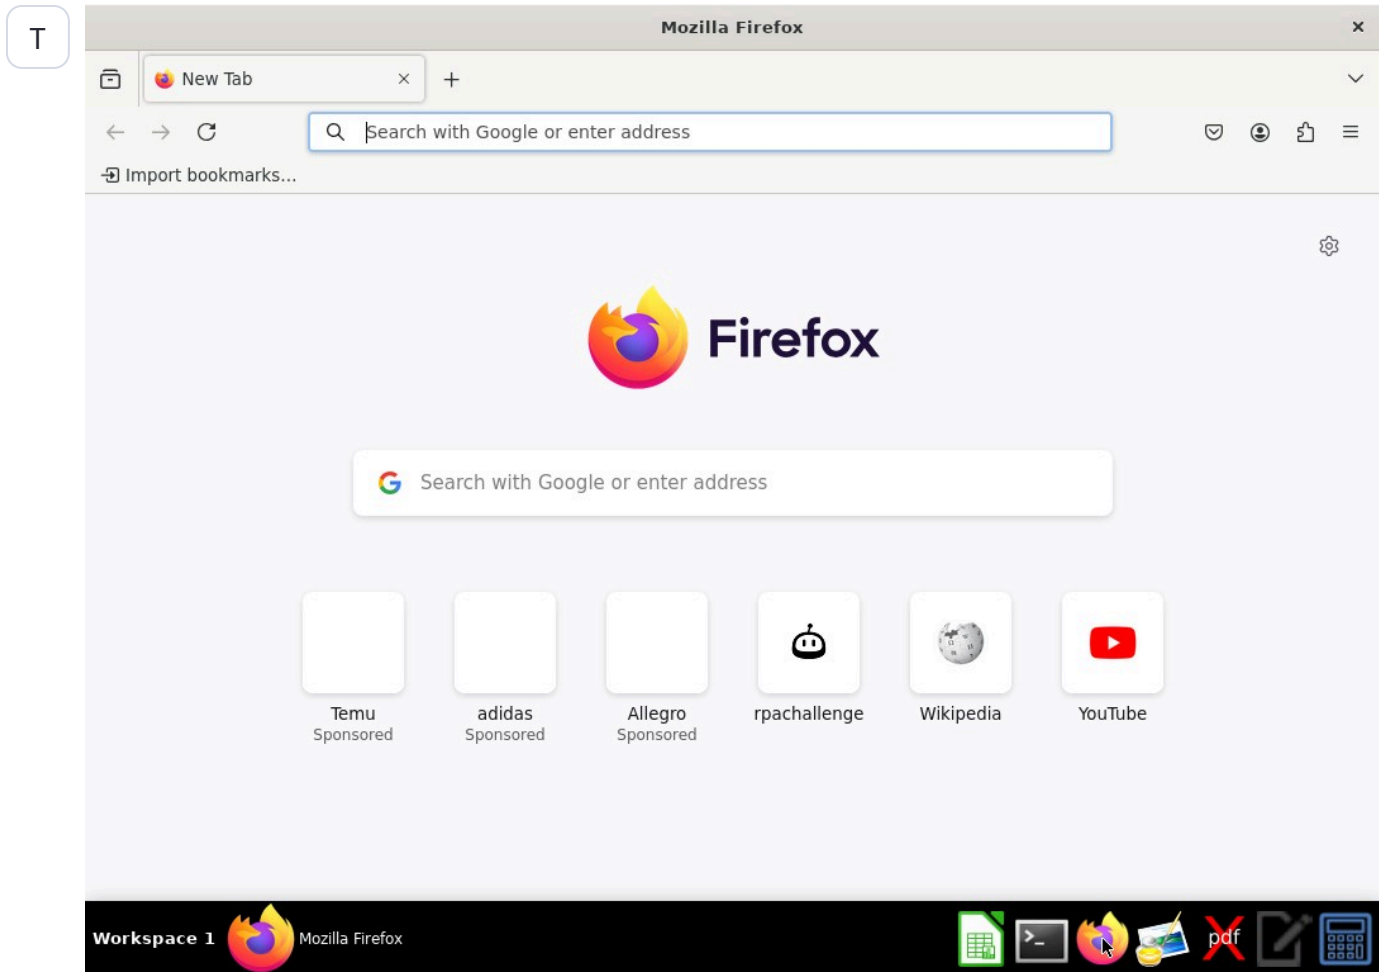 T
Mozilla Firefox
New Tab
Search with Google or enter address
Import bookmarks...
Firefox
Search with Google or enter address
Temu
Sponsored
adidas
Sponsored
Allegro
Sponsored
rpachallenge
Wikipedia
YouTube
Workspace 1
Mozilla Firefox
pdf